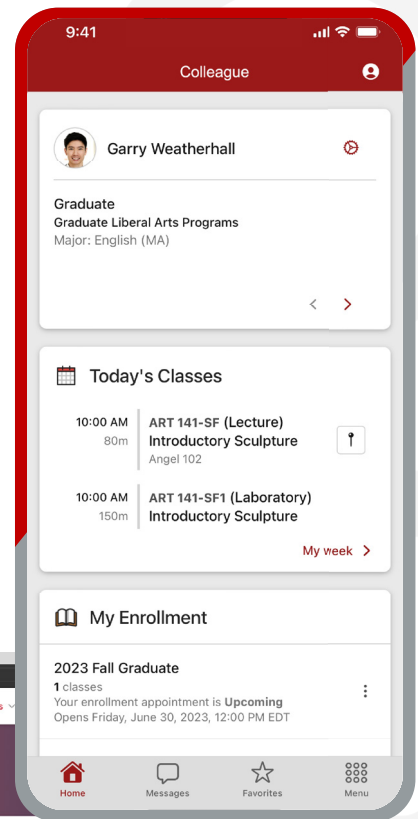 9:41
Colleague
Garry Weatherhall
Graduate
Graduate Liberal Arts Programs
Major: English (MA)
Today's Classes
10:00 AM ART 141-SF (Lecture)
80m Introductory Sculpture
Angel 102
10:00 AM ART 141-SF1 (Laboratory)
150m Introductory Sculpture
My week
My Enrollment
2023 Fall Graduate
1 classes
Your enrollment appointment is Upcoming
Opens Friday, June 30, 2023, 12:00 PM EDT
Home Messages Favorites Menu